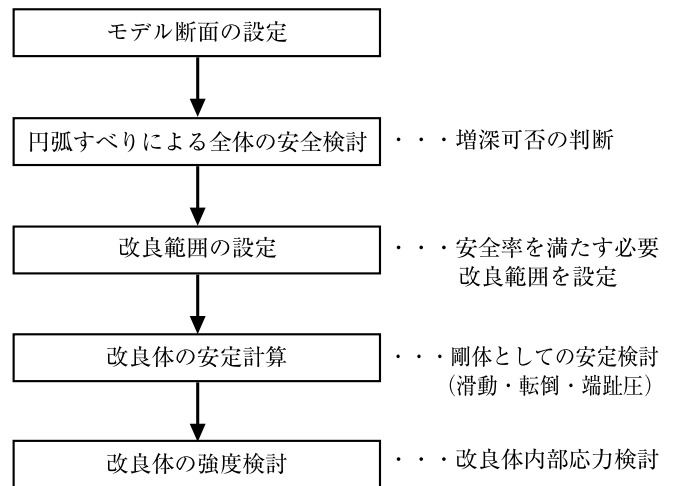 モデル断面の設定
円弧すべりによる全体の安全検討 ・・・増深可否の判断
改良範囲の設定 ・・・安全率を満たす必要
改良範囲を設定
改良体の安定計算 ・・・剛体としての安定検討
（滑動・転倒・端趾圧）
改良体の強度検討 ・・・改良体内部応力検討